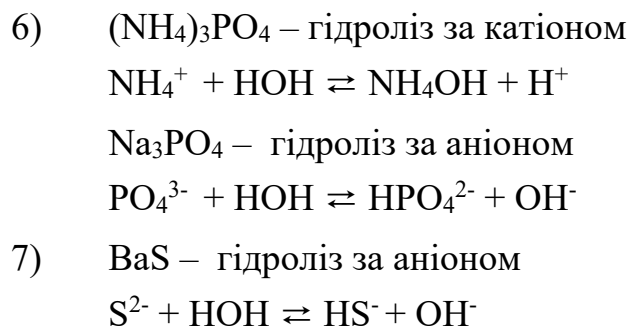 6) (NH₄)₃PO₄ – гідроліз за катіоном
NH₄⁺ + HOH ⇄ NH₄OH + H⁺
Na₃PO₄ – гідроліз за аніоном
PO₄³⁻ + HOH ⇄ HPO₄²⁻ + OH⁻
7) BaS – гідроліз за аніоном
S²⁻ + HOH ⇄ HS⁻ + OH⁻